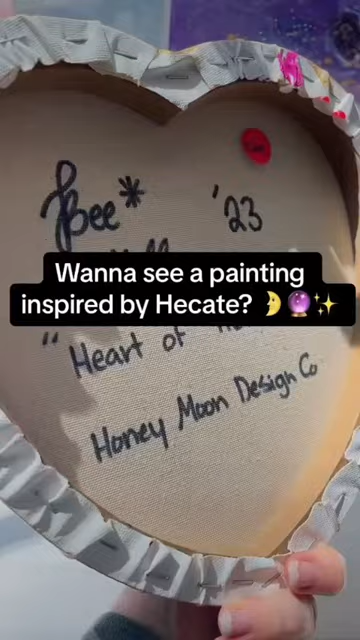 Bee* '23
Wanna see a painting
inspired by Hecate? 🌛🔮✨
"Heart of
Honey Moon Design Co